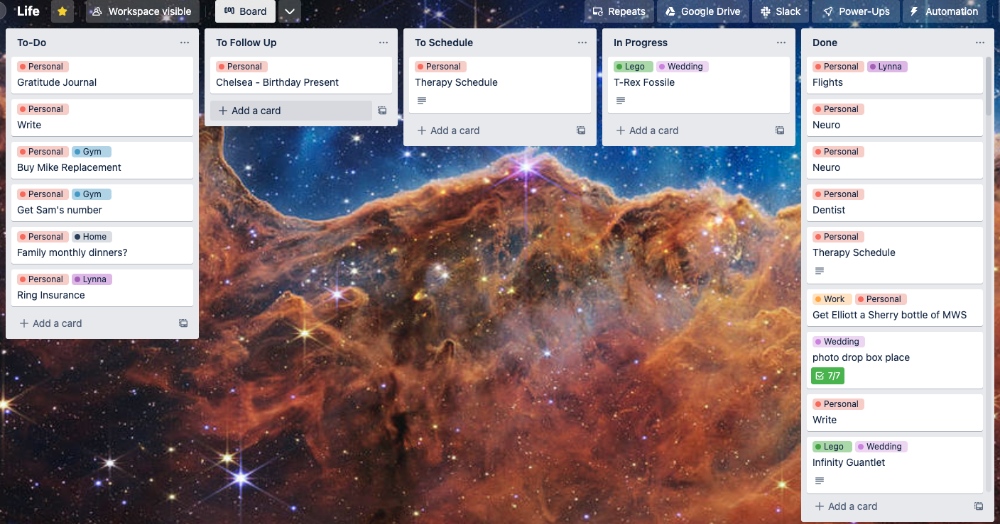 Life
Workspace visible
Board
Repeats
Google Drive
Slack
Power-Ups
Automation
To-Do
Personal
Gratitude Journal
Personal
Write
Personal Gym
Buy Mike Replacement
Personal Gym
Get Sam's number
Personal Home
Family monthly dinners?
Personal Lynna
Ring Insurance
Add a card
To Follow Up
Personal
Chelsea - Birthday Present
Add a card
To Schedule
Personal
Therapy Schedule
Add a card
In Progress
Lego Wedding
T-Rex Fossile
Add a card
Done
Personal Lynna
Flights
Personal
Neuro
Personal
Neuro
Personal
Dentist
Personal
Therapy Schedule
Work Personal
Get Elliott a Sherry bottle of MWS
Wedding
photo drop box place
7/7
Personal
Write
Lego Wedding
Infinity Guantlet
Add a card